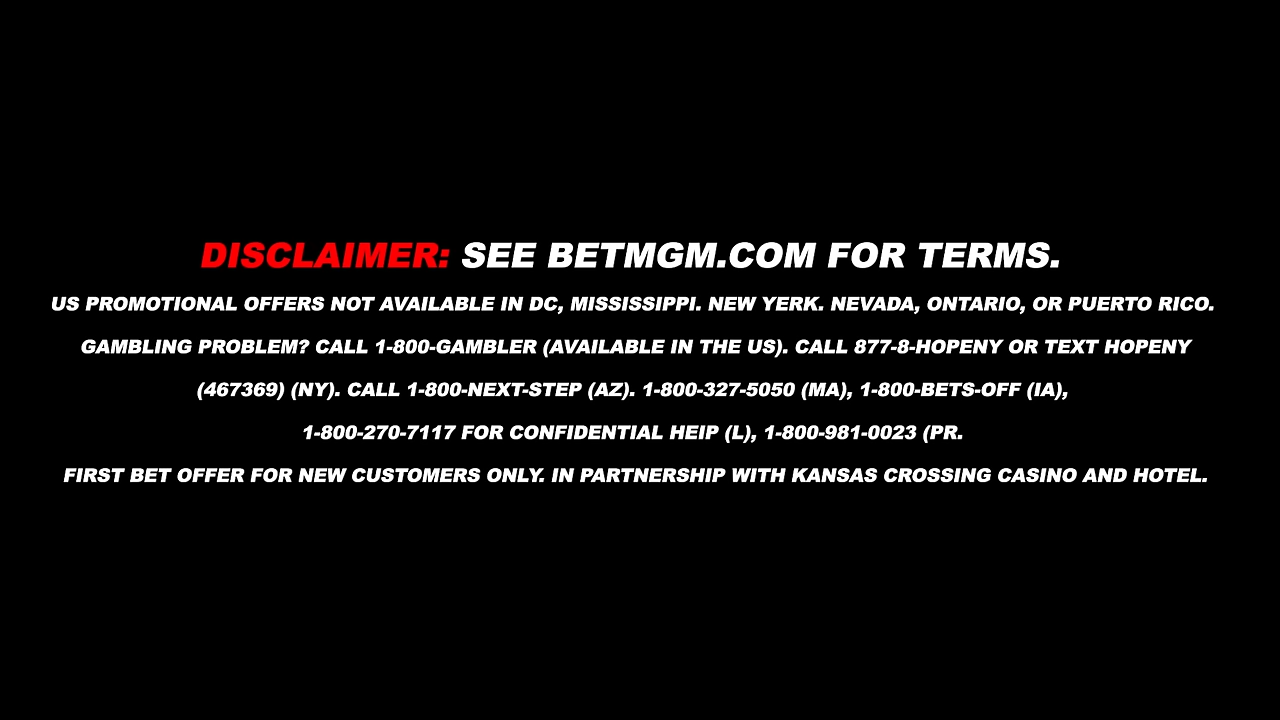 DISCLAIMER: SEE BETMGM.COM FOR TERMS.
US PROMOTIONAL OFFERS NOT AVAILABLE IN DC, MISSISSIPPI. NEW YERK. NEVADA, ONTARIO, OR PUERTO RICO.
GAMBLING PROBLEM? CALL 1-800-GAMBLER (AVAILABLE IN THE US). CALL 877-8-HOPENY OR TEXT HOPENY
(467369) (NY). CALL 1-800-NEXT-STEP (AZ). 1-800-327-5050 (MA), 1-800-BETS-OFF (IA),
1-800-270-7117 FOR CONFIDENTIAL HEIP (L), 1-800-981-0023 (PR.
FIRST BET OFFER FOR NEW CUSTOMERS ONLY. IN PARTNERSHIP WITH KANSAS CROSSING CASINO AND HOTEL.